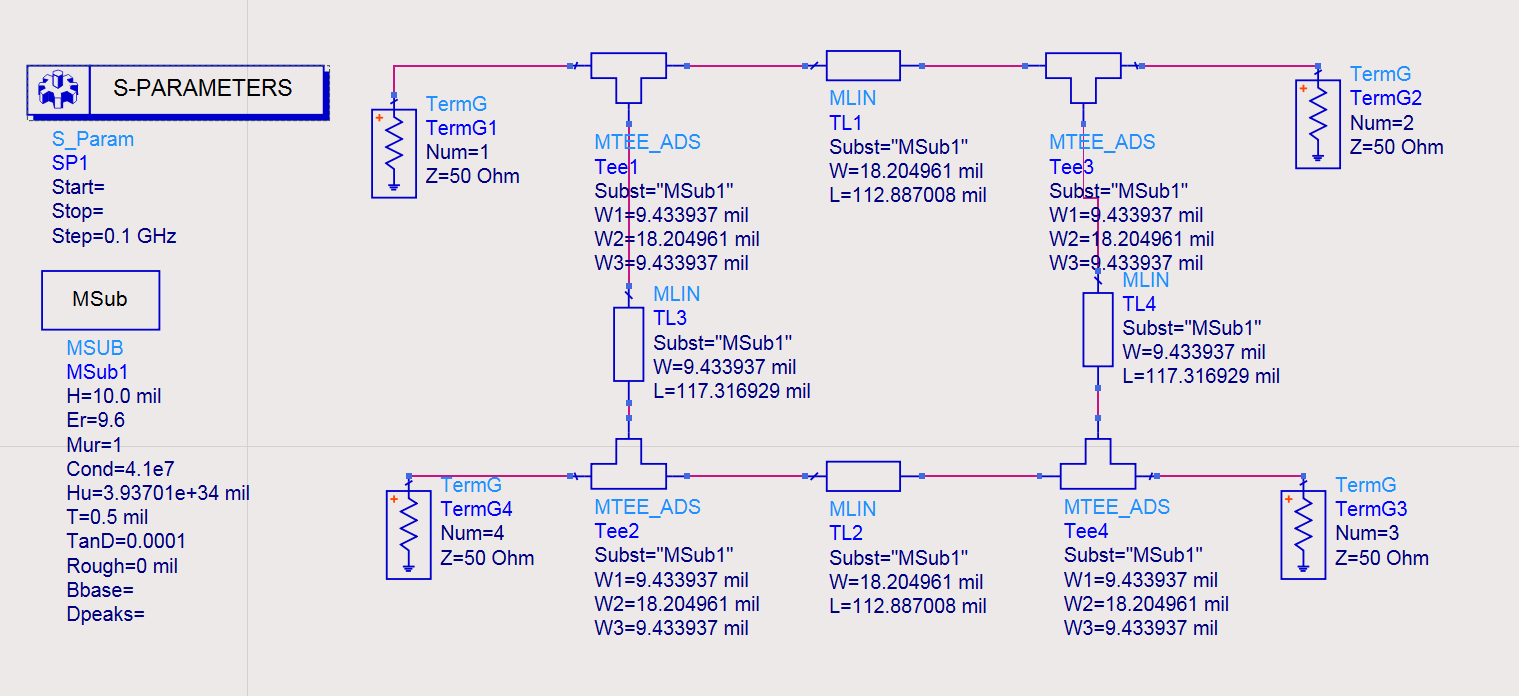 S-PARAMETERS
S_Param
SP1
Start=
Stop=
Step=0.1 GHz
MSub
MSUB
MSub1
H=10.0 mil
Er=9.6
Mur=1
Cond=4.1e7
Hu=3.93701e+34 mil
T=0.5 mil
TanD=0.0001
Rough=0 mil
Bbase=
Dpeaks=
TermG
TermG1
Num=1
Z=50 Ohm
MTEE_ADS
Tee1
Subst="MSub1"
W1=9.433937 mil
W2=18.204961 mil
W3=9.433937 mil
MLIN
TL1
Subst="MSub1"
W=18.204961 mil
L=112.887008 mil
MTEE_ADS
Tee3
Subst="MSub1"
W1=9.433937 mil
W2=18.204961 mil
W3=9.433937 mil
TermG
TermG2
Num=2
Z=50 Ohm
MLIN
TL3
Subst="MSub1"
W=9.433937 mil
L=117.316929 mil
MLIN
TL4
Subst="MSub1"
W=9.433937 mil
L=117.316929 mil
TermG
TermG4
Num=4
Z=50 Ohm
MTEE_ADS
Tee2
Subst="MSub1"
W1=9.433937 mil
W2=18.204961 mil
W3=9.433937 mil
MLIN
TL2
Subst="MSub1"
W=18.204961 mil
L=112.887008 mil
MTEE_ADS
Tee4
Subst="MSub1"
W1=9.433937 mil
W2=18.204961 mil
W3=9.433937 mil
TermG
TermG3
Num=3
Z=50 Ohm